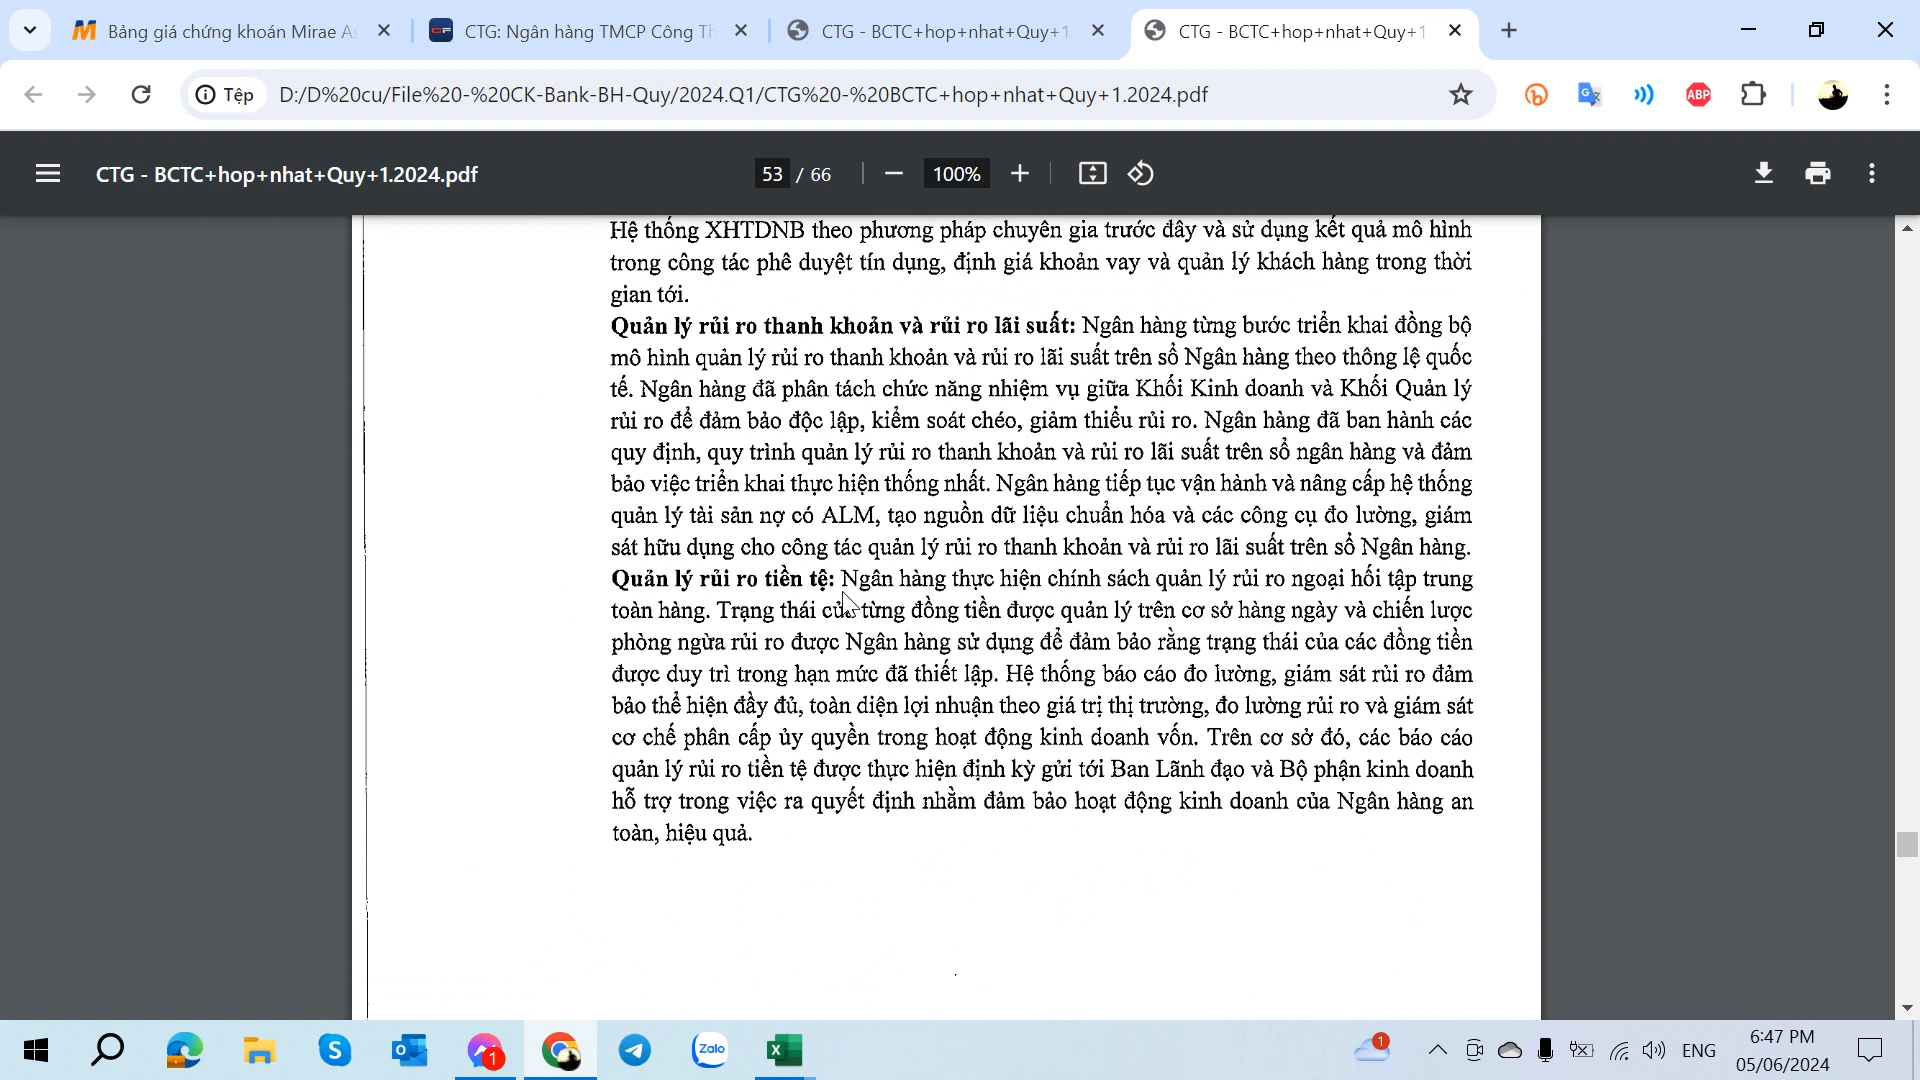 Bảng giá chứng khoán Mirae As
CTG: Ngân hàng TMCP Công Th
CTG - BCTC+hop+nhat+Quy+1
CTG - BCTC+hop+nhat+Quy+1.
Tệp
D:/D%20cu/File%20-%20CK-Bank-BH-Quy/2024.Q1/CTG%20-%20BCTC+hop+nhat+Quy+1.2024.pdf
ABP
CTG - BCTC+hop+nhat+Quy+1.2024.pdf
53 / 66
100%
Hệ thống XHTDNB theo phương pháp chuyên gia trước đây và sử dụng kết quả mô hình
trong công tác phê duyệt tín dụng, định giá khoản vay và quản lý khách hàng trong thời
gian tới.
Quản lý rủi ro thanh khoản và rủi ro lãi suất: Ngân hàng từng bước triển khai đồng bộ
mô hình quản lý rủi ro thanh khoản và rủi ro lãi suất trên sổ Ngân hàng theo thông lệ quốc
tế. Ngân hàng đã phân tách chức năng nhiệm vụ giữa Khối Kinh doanh và Khối Quản lý
rủi ro để đảm bảo độc lập, kiểm soát chéo, giảm thiểu rủi ro. Ngân hàng đã ban hành các
quy định, quy trình quản lý rủi ro thanh khoản và rủi ro lãi suất trên sổ ngân hàng và đảm
bảo việc triển khai thực hiện thống nhất. Ngân hàng tiếp tục vận hành và nâng cấp hệ thống
quản lý tài sản nợ có ALM, tạo nguồn dữ liệu chuẩn hóa và các công cụ đo lường, giám
sát hữu dụng cho công tác quản lý rủi ro thanh khoản và rủi ro lãi suất trên sổ Ngân hàng.
Quản lý rủi ro tiền tệ: Ngân hàng thực hiện chính sách quản lý rủi ro ngoại hối tập trung
toàn hàng. Trạng thái của từng đồng tiền được quản lý trên cơ sở hàng ngày và chiến lược
phòng ngừa rủi ro được Ngân hàng sử dụng để đảm bảo rằng trạng thái của các đồng tiền
được duy trì trong hạn mức đã thiết lập. Hệ thống báo cáo đo lường, giám sát rủi ro đảm
bảo thể hiện đầy đủ, toàn diện lợi nhuận theo giá trị thị trường, đo lường rủi ro và giám sát
cơ chế phân cấp ủy quyền trong hoạt động kinh doanh vốn. Trên cơ sở đó, các báo cáo
quản lý rủi ro tiền tệ được thực hiện định kỳ gửi tới Ban Lãnh đạo và Bộ phận kinh doanh
hỗ trợ trong việc ra quyết định nhằm đảm bảo hoạt động kinh doanh của Ngân hàng an
toàn, hiệu quả.
1
Zalo
1
ENG
6:47 PM
05/06/2024